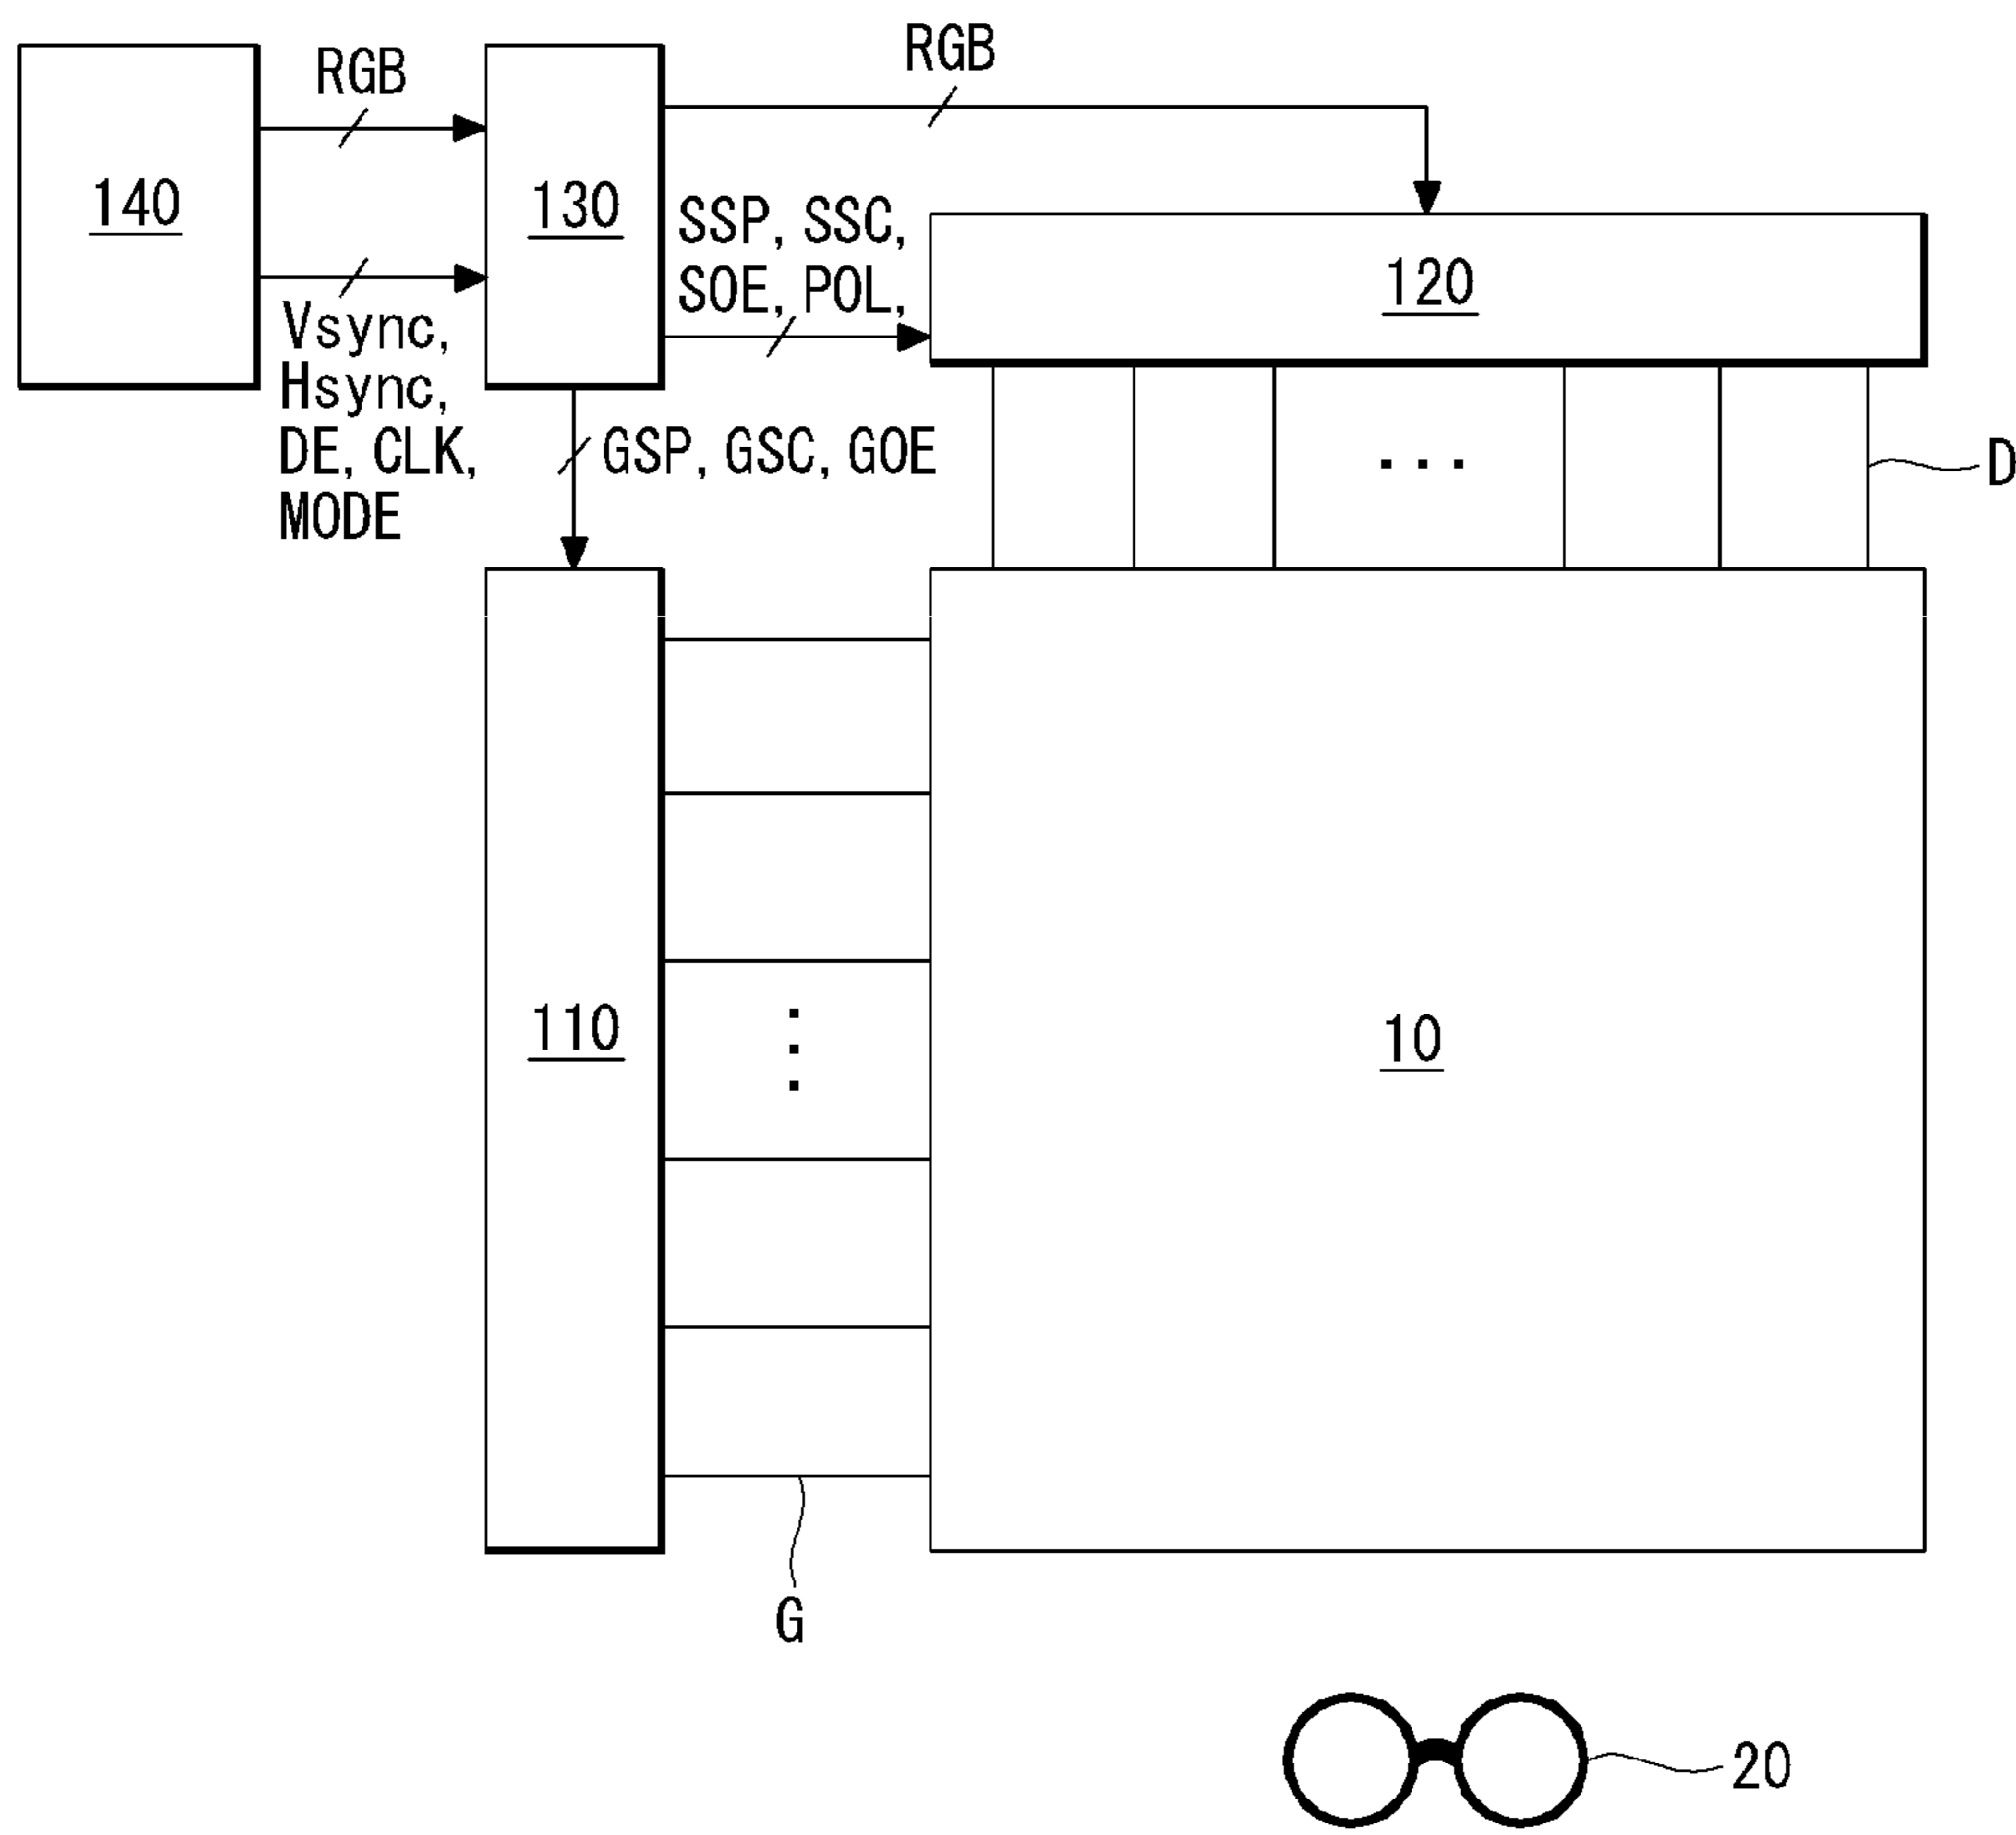 RGB
RGB
140
130
SSP, SSC,
SOE, POL,
120
Vsync,
Hsync,
DE, CLK,
MODE
GSP, GSC, GOE
D
110
10
G
20